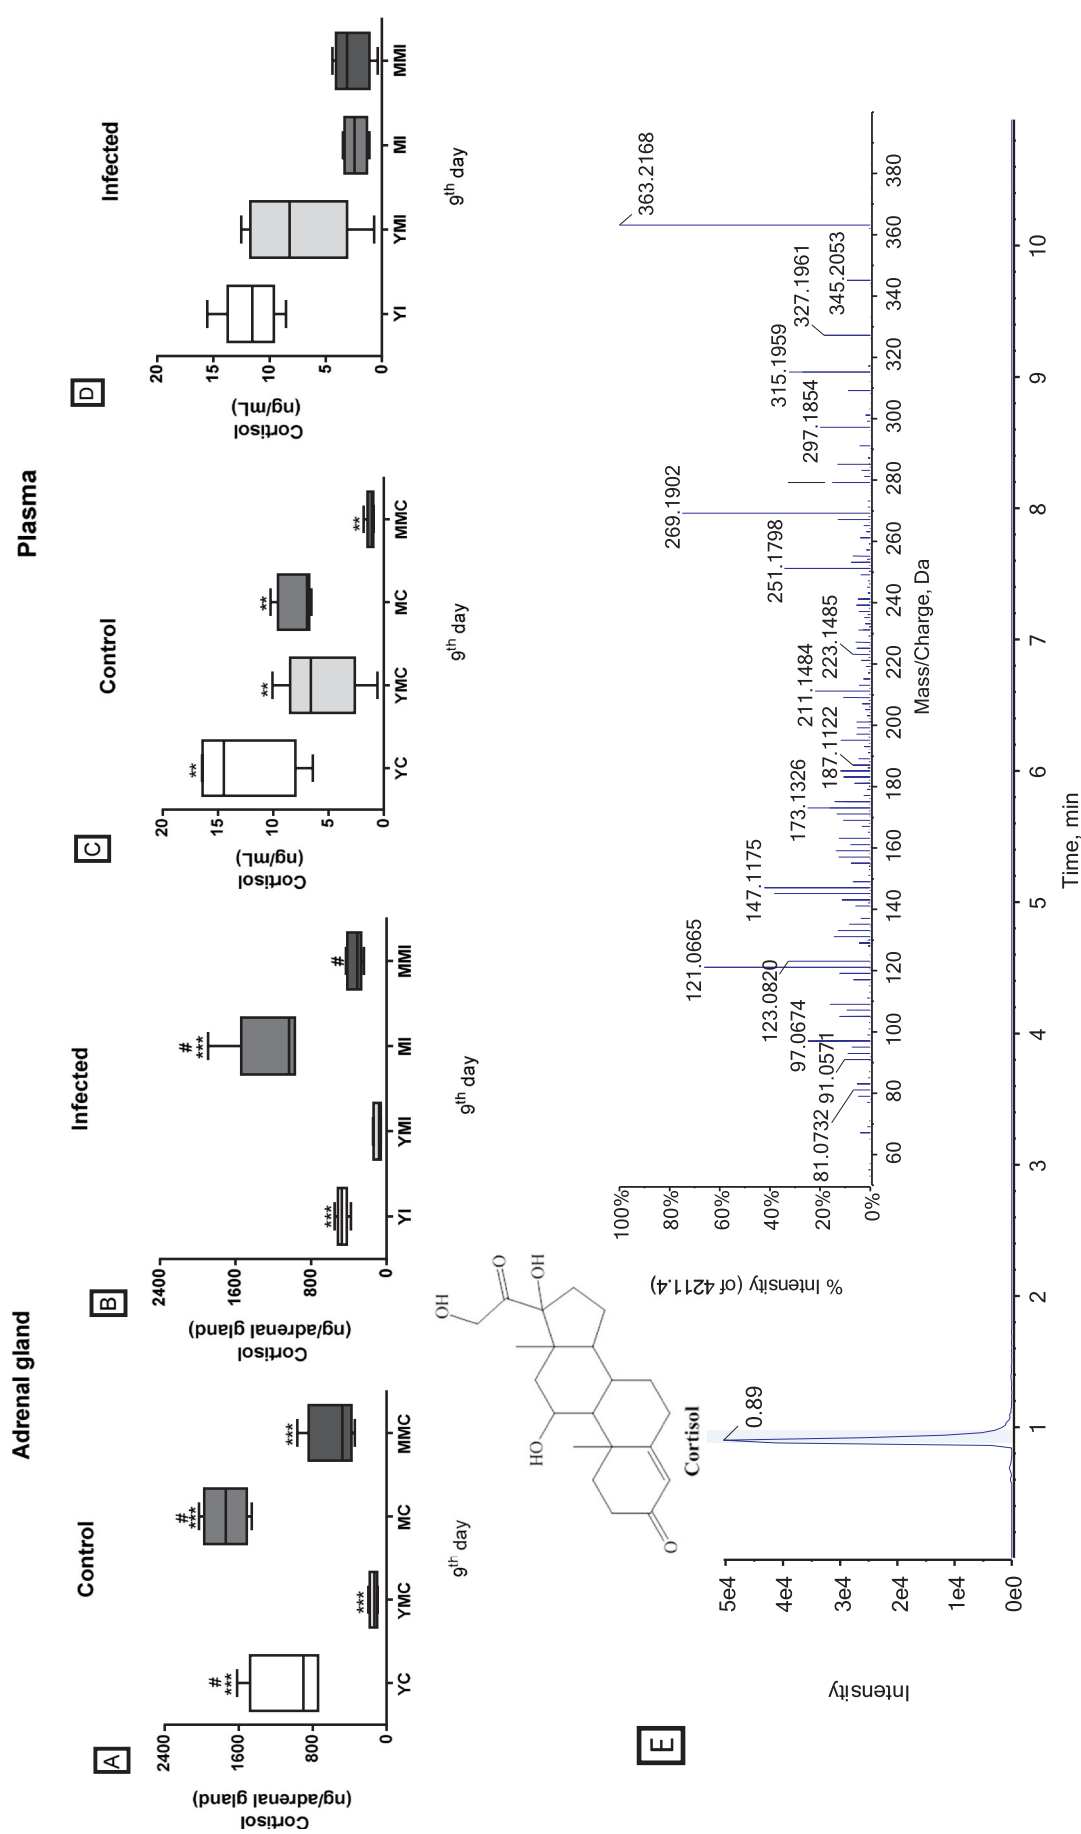 Adrenal gland
Plasma
A
Control
Cortisol
(ng/adrenal gland)
2400
1600
800
0
#
***
***
#
***
***
YC
YMC
MC
MMC
9th day
B
Infected
Cortisol
(ng/adrenal gland)
2400
1600
800
0
***
#
***
#
YI
YMI
MI
MMI
9th day
C
Control
Cortisol
(ng/mL)
20
15
10
5
0
**
**
**
**
YC
YMC
MC
MMC
9th day
D
Infected
Cortisol
(ng/mL)
20
15
10
5
0
YI
YMI
MI
MMI
9th day
E
OH
O
OH
HO
O
Cortisol
% Intensity (of 4211.4)
100%
80%
60%
40%
20%
0%
81.0732
91.0571
97.0674
123.0820
121.0665
147.1175
173.1326
187.1122
211.1484
223.1485
251.1798
269.1902
297.1854
315.1959
327.1961
345.2053
363.2168
60 80 100 120 140 160 180 200 220 240 260 280 300 320 340 360 380
Mass/Charge, Da
Intensity
5e4
4e4
3e4
2e4
1e4
0e0
0.89
1 2 3 4 5 6 7 8 9 10
Time, min